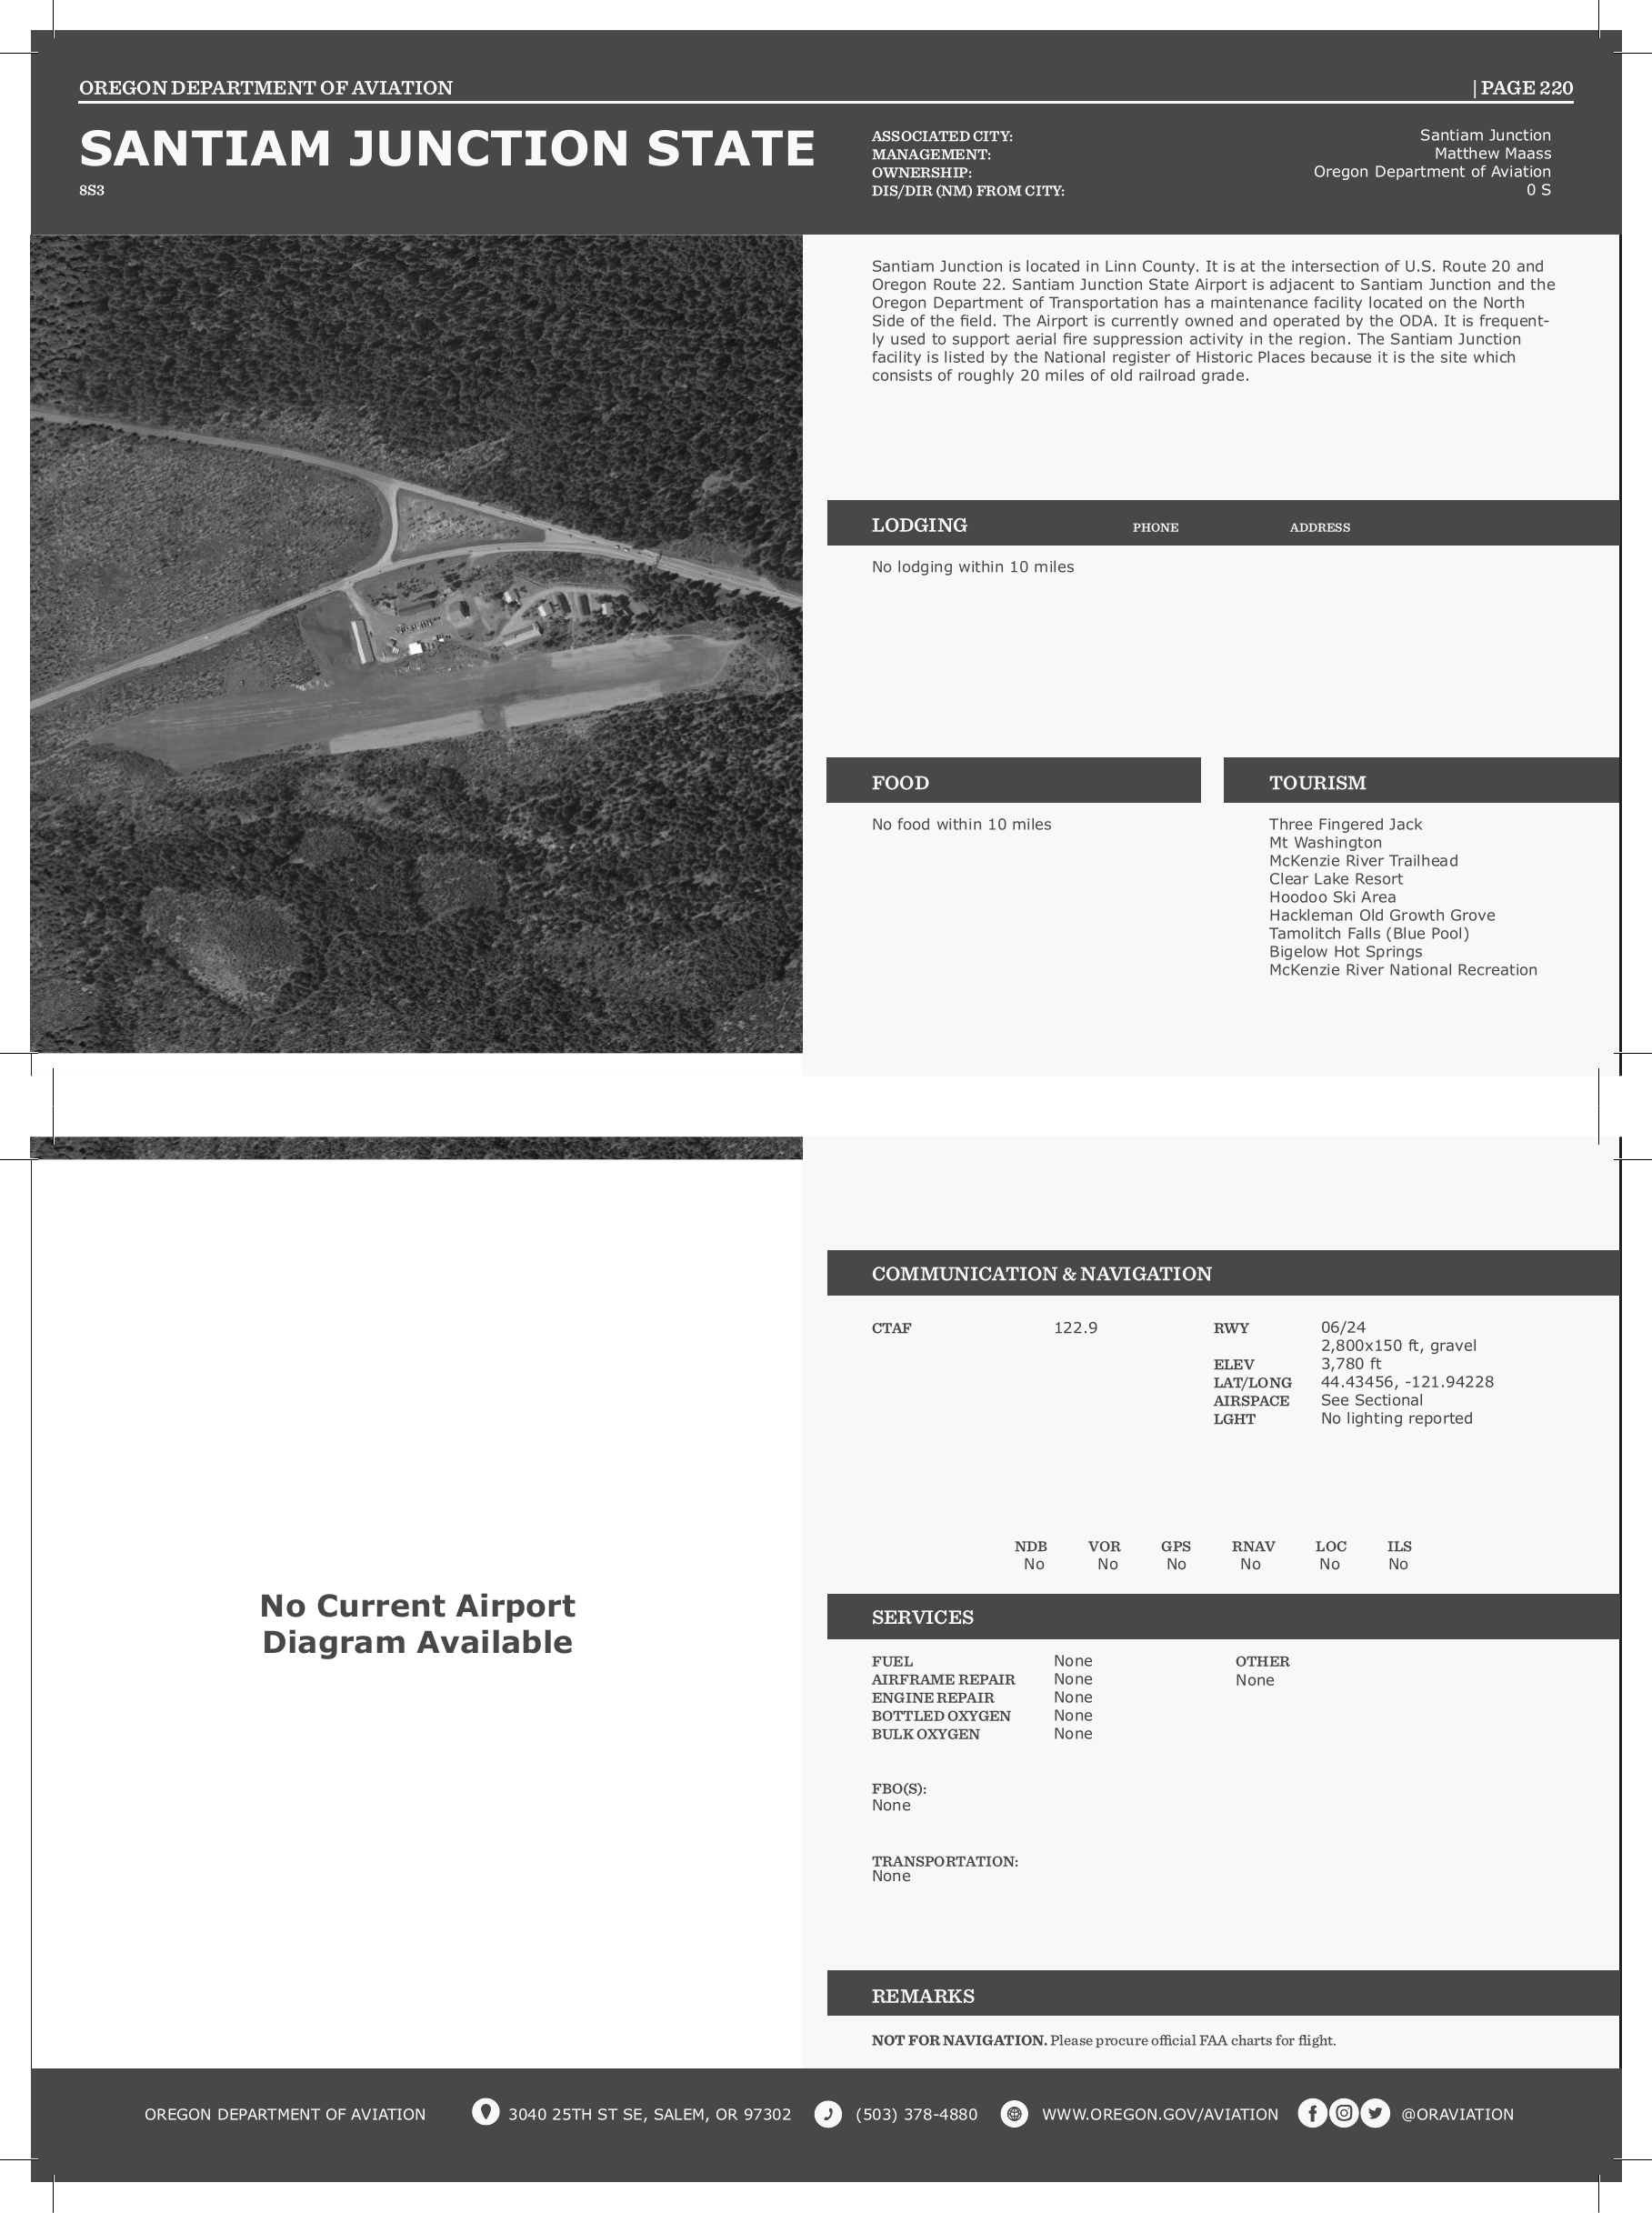 OREGON DEPARTMENT OF AVIATION | PAGE 220
SANTIAM JUNCTION STATE
8S3
ASSOCIATED CITY: Santiam Junction
MANAGEMENT: Matthew Maass
OWNERSHIP: Oregon Department of Aviation
DIS/DIR (NM) FROM CITY: 0 S
Santiam Junction is located in Linn County. It is at the intersection of U.S. Route 20 and
Oregon Route 22. Santiam Junction State Airport is adjacent to Santiam Junction and the
Oregon Department of Transportation has a maintenance facility located on the North
Side of the field. The Airport is currently owned and operated by the ODA. It is frequent-
ly used to support aerial fire suppression activity in the region. The Santiam Junction
facility is listed by the National register of Historic Places because it is the site which
consists of roughly 20 miles of old railroad grade.
LODGING PHONE ADDRESS
No lodging within 10 miles
FOOD
No food within 10 miles
TOURISM
Three Fingered Jack
Mt Washington
McKenzie River Trailhead
Clear Lake Resort
Hoodoo Ski Area
Hackleman Old Growth Grove
Tamolitch Falls (Blue Pool)
Bigelow Hot Springs
McKenzie River National Recreation
No Current Airport
Diagram Available
COMMUNICATION & NAVIGATION
CTAF 122.9
RWY 06/24
2,800x150 ft, gravel
ELEV 3,780 ft
LAT/LONG 44.43456, -121.94228
AIRSPACE See Sectional
LGHT No lighting reported
NDB VOR GPS RNAV LOC ILS
No No No No No No
SERVICES
FUEL None
AIRFRAME REPAIR None
ENGINE REPAIR None
BOTTLED OXYGEN None
BULK OXYGEN None
OTHER
None
FBO(S):
None
TRANSPORTATION:
None
REMARKS
NOT FOR NAVIGATION. Please procure official FAA charts for flight.
OREGON DEPARTMENT OF AVIATION 3040 25TH ST SE, SALEM, OR 97302 (503) 378-4880 WWW.OREGON.GOV/AVIATION @ORAVIATION